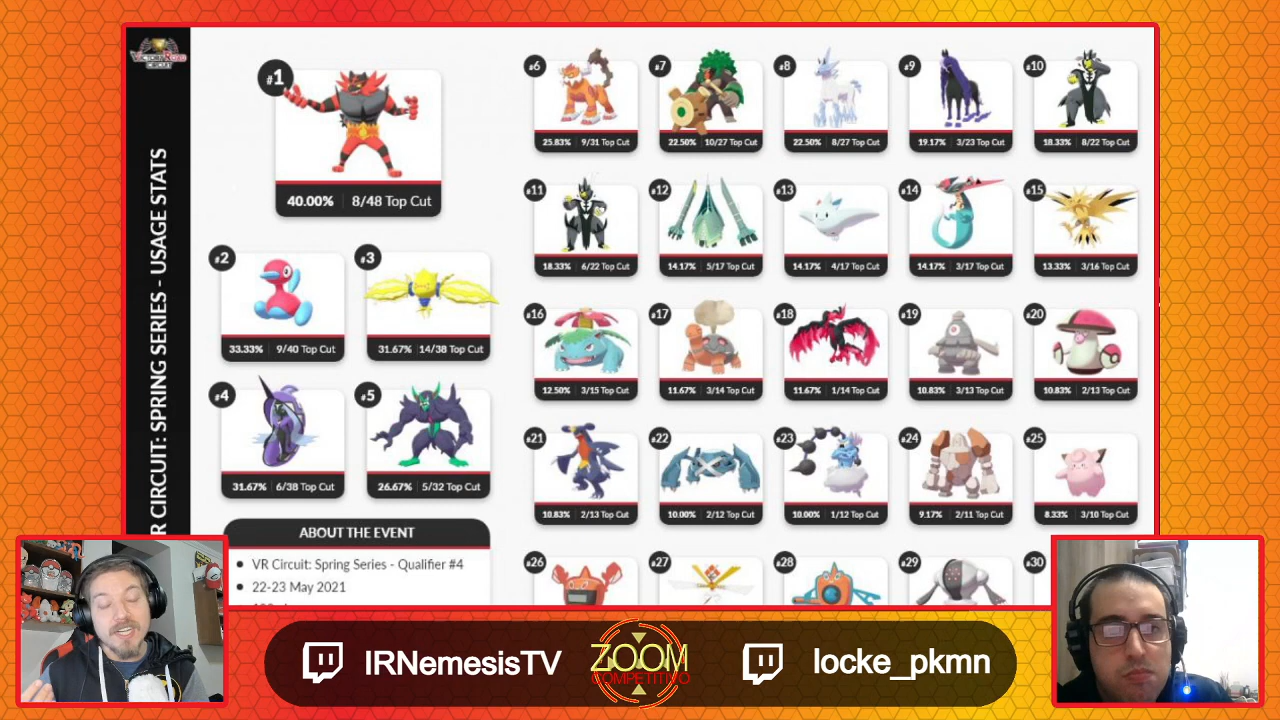 VICTORY ROAD
CIRCUIT
R CIRCUIT: SPRING SERIES - USAGE STATS
#1
40.00% 8/48 Top Cut
#2
33.33% 9/40 Top Cut
#3
31.67% 14/38 Top Cut
#4
31.67% 6/38 Top Cut
#5
26.67% 5/32 Top Cut
ABOUT THE EVENT
VR Circuit: Spring Series - Qualifier #4
22-23 May 2021
#6
25.83% 9/31 Top Cut
#7
22.50% 10/27 Top Cut
#8
22.50% 8/27 Top Cut
#9
19.17% 3/23 Top Cut
#10
18.33% 8/22 Top Cut
#11
18.33% 6/22 Top Cut
#12
14.17% 5/17 Top Cut
#13
14.17% 4/17 Top Cut
#14
14.17% 3/17 Top Cut
#15
13.33% 3/16 Top Cut
#16
12.50% 3/15 Top Cut
#17
11.67% 3/14 Top Cut
#18
11.67% 1/14 Top Cut
#19
10.83% 3/13 Top Cut
#20
10.83% 2/13 Top Cut
#21
10.83% 2/13 Top Cut
#22
10.00% 2/12 Top Cut
#23
10.00% 1/12 Top Cut
#24
9.17% 2/11 Top Cut
#25
8.33% 3/10 Top Cut
#26
#27
#28
#29
#30
IRNemesisTV
ZOOM
COMPETITIVO
locke_pkmn